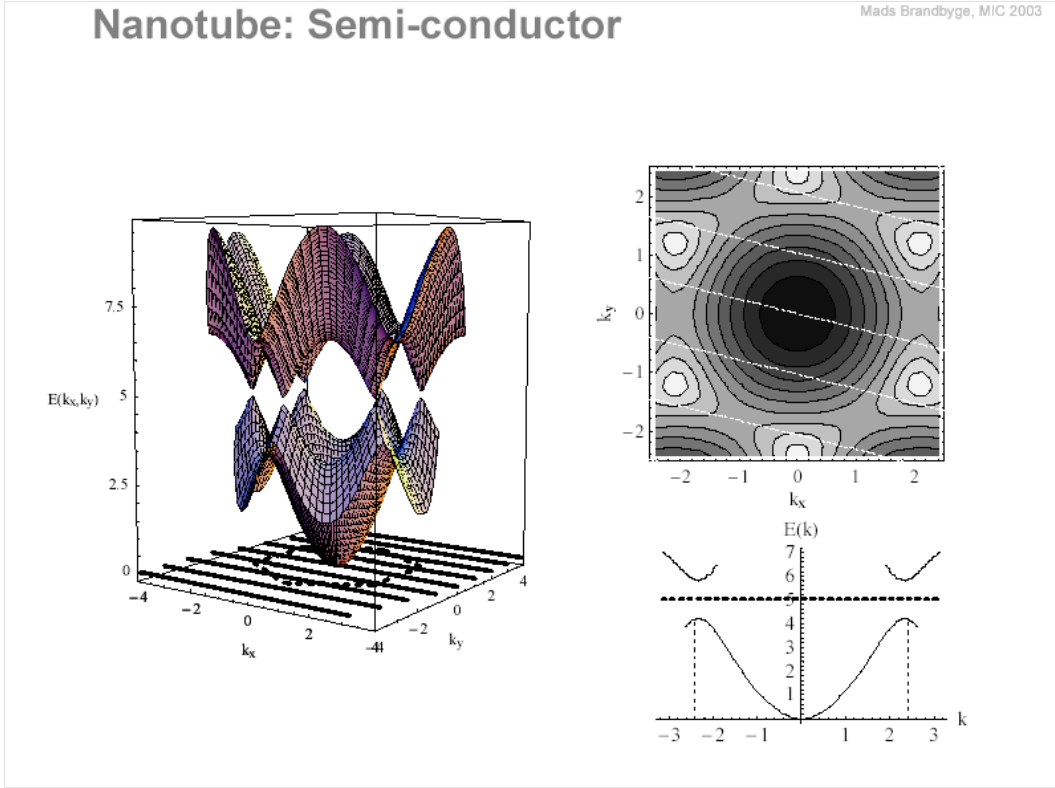 Nanotube: Semi-conductor
Mads Brandbyge, MIC 2003
7.5
E(kx,ky)
5
2.5
0
−4
−2
0
2
−44
kx
−2
0
2
4
ky
2
1
0
−1
−2
ky
−2 −1 0 1 2
kx
E(k)
7
6
5
4
3
2
1
−3 −2 −1 1 2 3
k